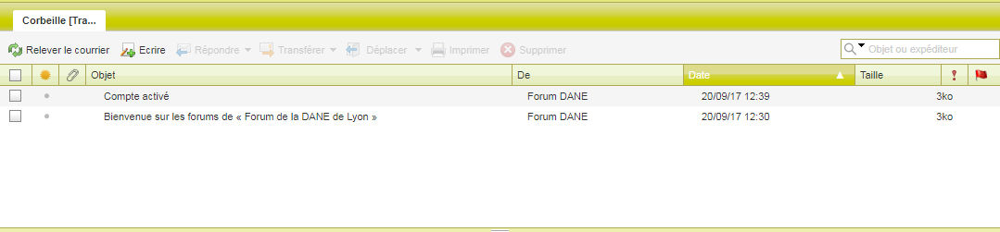 Corbeille [Tra...
Relever le courrier Ecrire Répondre Transférer Déplacer Imprimer Supprimer Objet ou expéditeur
Objet De Date Taille
Compte activé Forum DANE 20/09/17 12:39 3ko
Bienvenue sur les forums de « Forum de la DANE de Lyon » Forum DANE 20/09/17 12:30 3ko